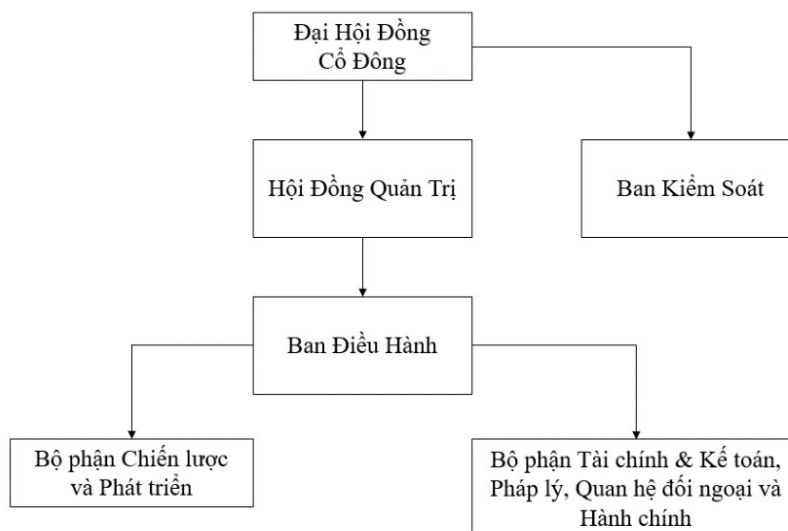 Đại Hội Đồng
Cổ Đông
Hội Đồng Quản Trị
Ban Kiểm Soát
Ban Điều Hành
Bộ phận Chiến lược
và Phát triển
Bộ phận Tài chính & Kế toán,
Pháp lý, Quan hệ đối ngoại và
Hành chính